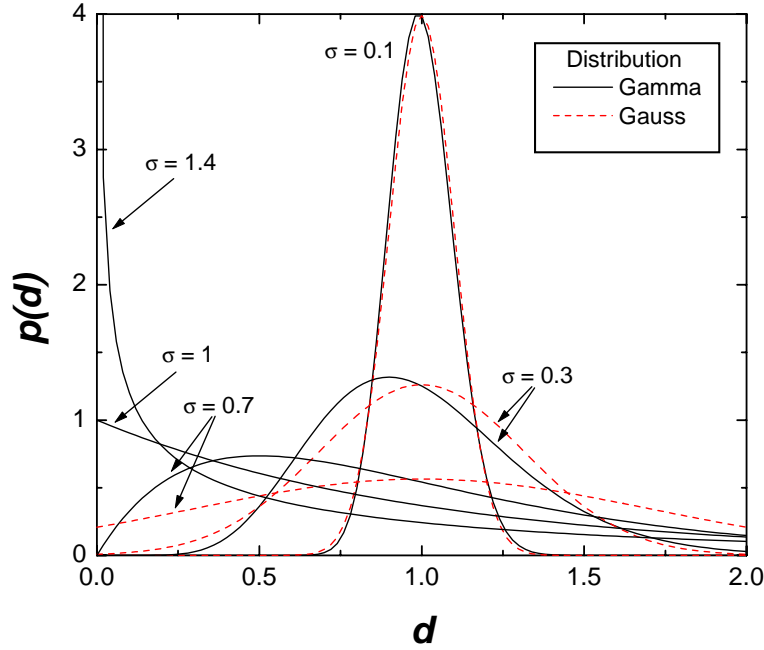 4
3
2
1
0
p(d)
σ = 0.1
Distribution
Gamma
Gauss
σ = 1.4
σ = 1
σ = 0.7
σ = 0.3
0.0
0.5
1.0
1.5
2.0
d